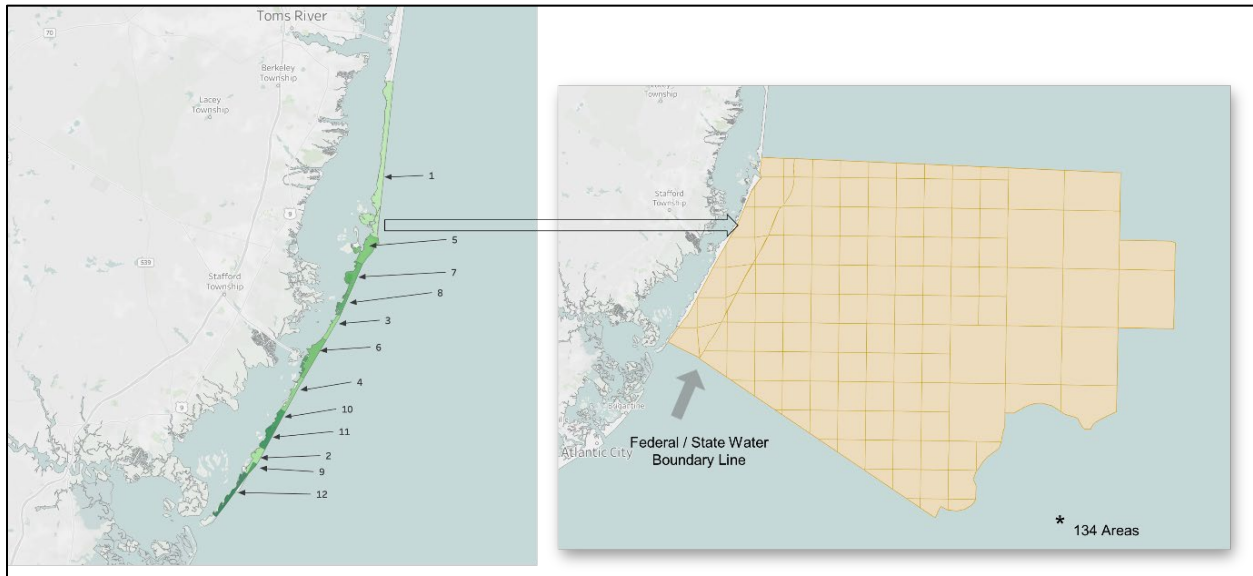 Toms River
70
Berkeley
Township
Lacey
Township
1
9
5
539
7
Stafford
Township
8
3
6
4
9
10
11
2
9
12
Stafford
Township
Federal / State Water
Boundary Line
Atlantic City
* 134 Areas